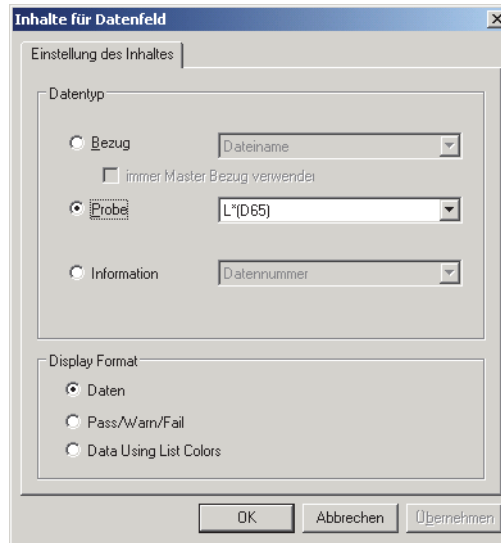 Inhalte für Datenfeld
Einstellung des Inhaltes
Datentyp
Bezug
Dateiname
immer Master Bezug verwender
Probe
L*(D65)
Information
Datennummer
Display Format
Daten
Pass/Warn/Fail
Data Using List Colors
OK
Abbrechen
Übernehmen